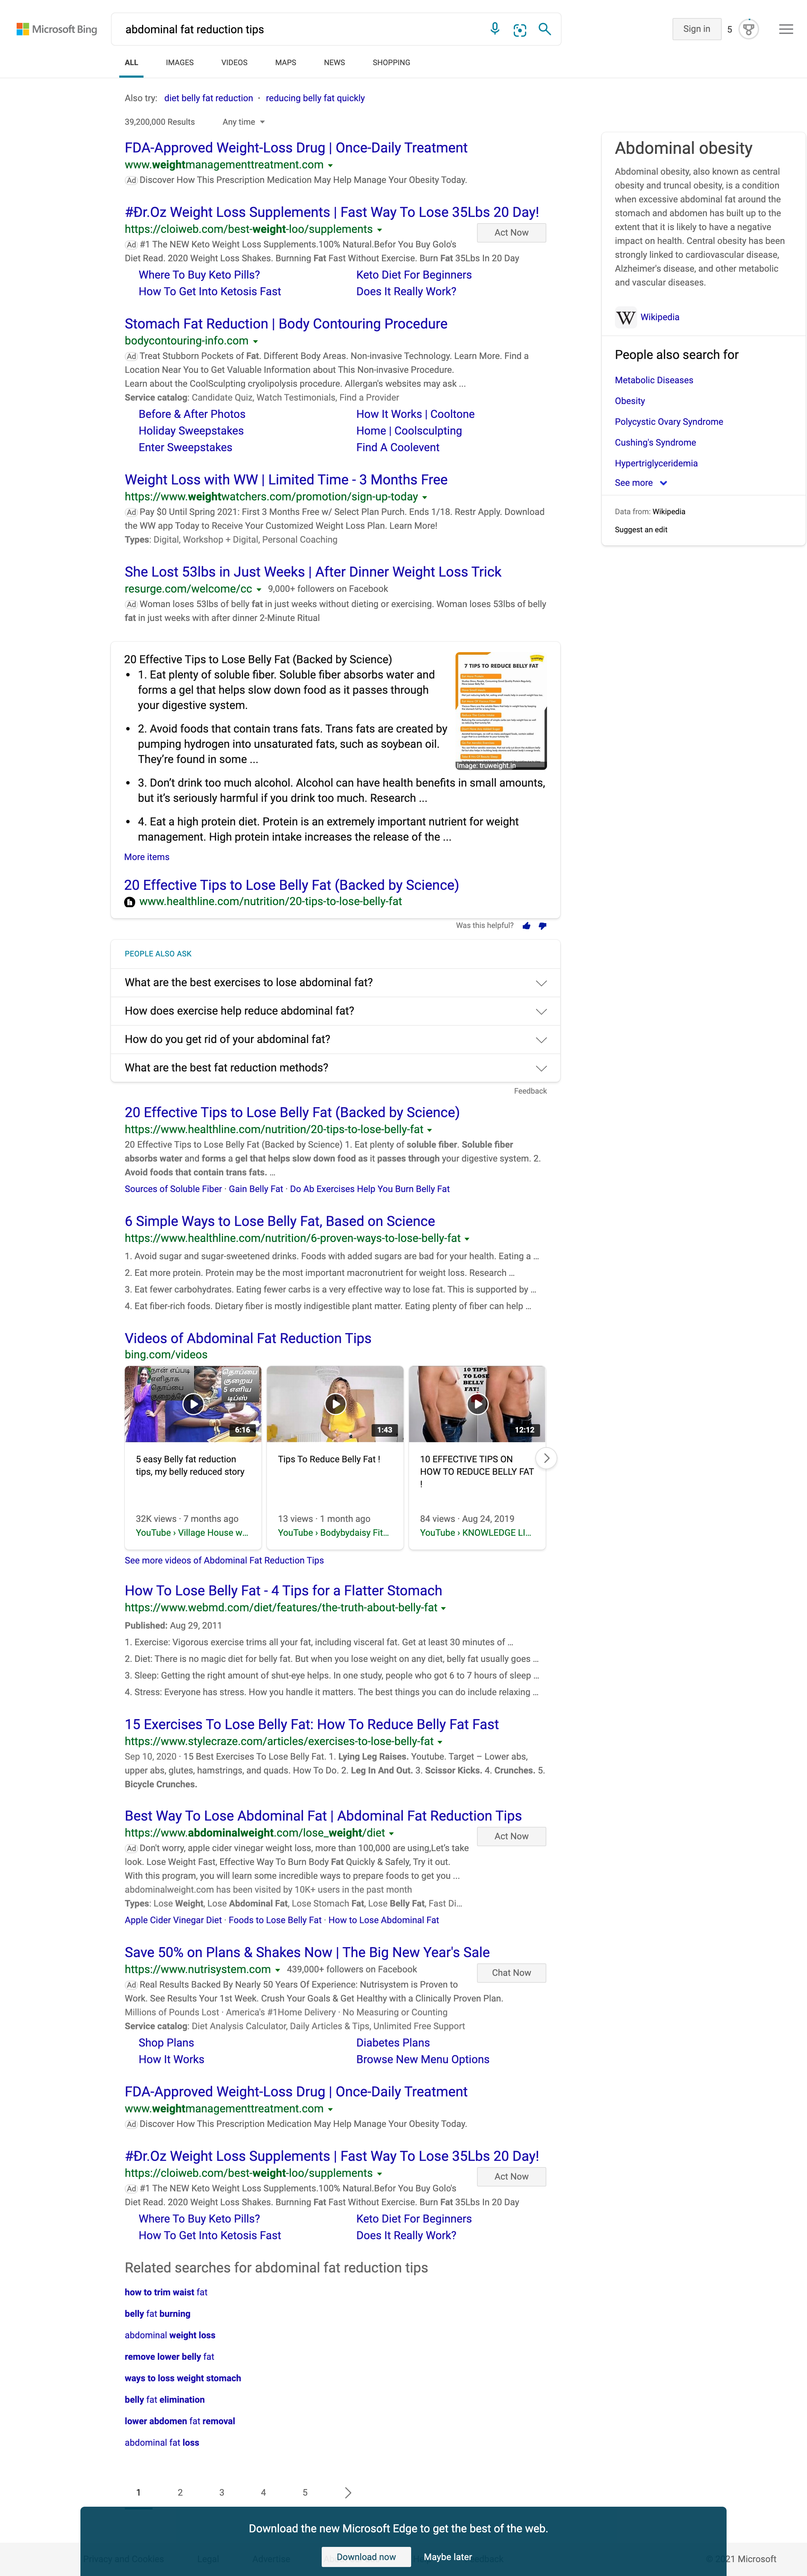 Microsoft Bing
abdominal fat reduction tips
Sign in
5
ALL
IMAGES
VIDEOS
MAPS
NEWS
SHOPPING
Also try: diet belly fat reduction · reducing belly fat quickly
39,200,000 Results
Any time
FDA-Approved Weight-Loss Drug | Once-Daily Treatment
www.weightmanagementtreatment.com
Ad Discover How This Prescription Medication May Help Manage Your Obesity Today.
#Ðr.Oz Weight Loss Supplements | Fast Way To Lose 35Lbs 20 Day!
https://cloiweb.com/best-weight-loo/supplements
Act Now
Ad #1 The NEW Keto Weight Loss Supplements.100% Natural.Befor You Buy Golo's
Diet Read. 2020 Weight Loss Shakes. Burnning Fat Fast Without Exercise. Burn Fat 35Lbs In 20 Day
Where To Buy Keto Pills?
Keto Diet For Beginners
How To Get Into Ketosis Fast
Does It Really Work?
Stomach Fat Reduction | Body Contouring Procedure
bodycontouring-info.com
Ad Treat Stubborn Pockets of Fat. Different Body Areas. Non-invasive Technology. Learn More. Find a
Location Near You to Get Valuable Information about This Non-invasive Procedure.
Learn about the CoolSculpting cryolipolysis procedure. Allergan's websites may ask ...
Service catalog: Candidate Quiz, Watch Testimonials, Find a Provider
Before & After Photos
How It Works | Cooltone
Holiday Sweepstakes
Home | Coolsculpting
Enter Sweepstakes
Find A Coolevent
Weight Loss with WW | Limited Time - 3 Months Free
https://www.weightwatchers.com/promotion/sign-up-today
Ad Pay $0 Until Spring 2021: First 3 Months Free w/ Select Plan Purch. Ends 1/18. Restr Apply. Download
the WW app Today to Receive Your Customized Weight Loss Plan. Learn More!
Types: Digital, Workshop + Digital, Personal Coaching
She Lost 53lbs in Just Weeks | After Dinner Weight Loss Trick
resurge.com/welcome/cc
9,000+ followers on Facebook
Ad Woman loses 53lbs of belly fat in just weeks without dieting or exercising. Woman loses 53lbs of belly
fat in just weeks with after dinner 2-Minute Ritual
Abdominal obesity
Abdominal obesity, also known as central
obesity and truncal obesity, is a condition
when excessive abdominal fat around the
stomach and abdomen has built up to the
extent that it is likely to have a negative
impact on health. Central obesity has been
strongly linked to cardiovascular disease,
Alzheimer's disease, and other metabolic
and vascular diseases.
W Wikipedia
People also search for
Metabolic Diseases
Obesity
Polycystic Ovary Syndrome
Cushing's Syndrome
Hypertriglyceridemia
See more
Data from: Wikipedia
Suggest an edit
20 Effective Tips to Lose Belly Fat (Backed by Science)
• 1. Eat plenty of soluble fiber. Soluble fiber absorbs water and
forms a gel that helps slow down food as it passes through
your digestive system.
• 2. Avoid foods that contain trans fats. Trans fats are created by
pumping hydrogen into unsaturated fats, such as soybean oil.
They're found in some ...
7 TIPS TO REDUCE BELLY FAT
Image: truweight.in
• 3. Don't drink too much alcohol. Alcohol can have health benefits in small amounts,
but it's seriously harmful if you drink too much. Research ...
• 4. Eat a high protein diet. Protein is an extremely important nutrient for weight
management. High protein intake increases the release of the ...
More items
20 Effective Tips to Lose Belly Fat (Backed by Science)
www.healthline.com/nutrition/20-tips-to-lose-belly-fat
Was this helpful?
PEOPLE ALSO ASK
What are the best exercises to lose abdominal fat?
How does exercise help reduce abdominal fat?
How do you get rid of your abdominal fat?
What are the best fat reduction methods?
Feedback
20 Effective Tips to Lose Belly Fat (Backed by Science)
https://www.healthline.com/nutrition/20-tips-to-lose-belly-fat
20 Effective Tips to Lose Belly Fat (Backed by Science) 1. Eat plenty of soluble fiber. Soluble fiber
absorbs water and forms a gel that helps slow down food as it passes through your digestive system. 2.
Avoid foods that contain trans fats. ...
Sources of Soluble Fiber · Gain Belly Fat · Do Ab Exercises Help You Burn Belly Fat
6 Simple Ways to Lose Belly Fat, Based on Science
https://www.healthline.com/nutrition/6-proven-ways-to-lose-belly-fat
1. Avoid sugar and sugar-sweetened drinks. Foods with added sugars are bad for your health. Eating a ...
2. Eat more protein. Protein may be the most important macronutrient for weight loss. Research ...
3. Eat fewer carbohydrates. Eating fewer carbs is a very effective way to lose fat. This is supported by ...
4. Eat fiber-rich foods. Dietary fiber is mostly indigestible plant matter. Eating plenty of fiber can help ...
Videos of Abdominal Fat Reduction Tips
bing.com/videos
6:16
1:43
10 TIPS
TO LOSE
BELLY
FAT!
12:12
5 easy Belly fat reduction
tips, my belly reduced story
32K views · 7 months ago
YouTube › Village House w...
Tips To Reduce Belly Fat !
13 views · 1 month ago
YouTube › Bodybydaisy Fit...
10 EFFECTIVE TIPS ON
HOW TO REDUCE BELLY FAT
!
84 views · Aug 24, 2019
YouTube › KNOWLEDGE LI...
See more videos of Abdominal Fat Reduction Tips
How To Lose Belly Fat - 4 Tips for a Flatter Stomach
https://www.webmd.com/diet/features/the-truth-about-belly-fat
Published: Aug 29, 2011
1. Exercise: Vigorous exercise trims all your fat, including visceral fat. Get at least 30 minutes of ...
2. Diet: There is no magic diet for belly fat. But when you lose weight on any diet, belly fat usually goes ...
3. Sleep: Getting the right amount of shut-eye helps. In one study, people who got 6 to 7 hours of sleep ...
4. Stress: Everyone has stress. How you handle it matters. The best things you can do include relaxing ...
15 Exercises To Lose Belly Fat: How To Reduce Belly Fat Fast
https://www.stylecraze.com/articles/exercises-to-lose-belly-fat
Sep 10, 2020 · 15 Best Exercises To Lose Belly Fat. 1. Lying Leg Raises. Youtube. Target – Lower abs,
upper abs, glutes, hamstrings, and quads. How To Do. 2. Leg In And Out. 3. Scissor Kicks. 4. Crunches. 5.
Bicycle Crunches.
Best Way To Lose Abdominal Fat | Abdominal Fat Reduction Tips
https://www.abdominalweight.com/lose_weight/diet
Act Now
Ad Don't worry, apple cider vinegar weight loss, more than 100,000 are using,Let's take
look. Lose Weight Fast, Effective Way To Burn Body Fat Quickly & Safely, Try it out.
With this program, you will learn some incredible ways to prepare foods to get you ...
abdominalweight.com has been visited by 10K+ users in the past month
Types: Lose Weight, Lose Abdominal Fat, Lose Stomach Fat, Lose Belly Fat, Fast Di...
Apple Cider Vinegar Diet · Foods to Lose Belly Fat · How to Lose Abdominal Fat
Save 50% on Plans & Shakes Now | The Big New Year's Sale
https://www.nutrisystem.com
439,000+ followers on Facebook
Chat Now
Ad Real Results Backed By Nearly 50 Years Of Experience: Nutrisystem is Proven to
Work. See Results Your 1st Week. Crush Your Goals & Get Healthy with a Clinically Proven Plan.
Millions of Pounds Lost · America's #1Home Delivery · No Measuring or Counting
Service catalog: Diet Analysis Calculator, Daily Articles & Tips, Unlimited Free Support
Shop Plans
Diabetes Plans
How It Works
Browse New Menu Options
FDA-Approved Weight-Loss Drug | Once-Daily Treatment
www.weightmanagementtreatment.com
Ad Discover How This Prescription Medication May Help Manage Your Obesity Today.
#Ðr.Oz Weight Loss Supplements | Fast Way To Lose 35Lbs 20 Day!
https://cloiweb.com/best-weight-loo/supplements
Act Now
Ad #1 The NEW Keto Weight Loss Supplements.100% Natural.Befor You Buy Golo's
Diet Read. 2020 Weight Loss Shakes. Burnning Fat Fast Without Exercise. Burn Fat 35Lbs In 20 Day
Where To Buy Keto Pills?
Keto Diet For Beginners
How To Get Into Ketosis Fast
Does It Really Work?
Related searches for abdominal fat reduction tips
how to trim waist fat
belly fat burning
abdominal weight loss
remove lower belly fat
ways to loss weight stomach
belly fat elimination
lower abdomen fat removal
abdominal fat loss
1
2
3
4
5
Download the new Microsoft Edge to get the best of the web.
Download now
Maybe later
21 Microsoft